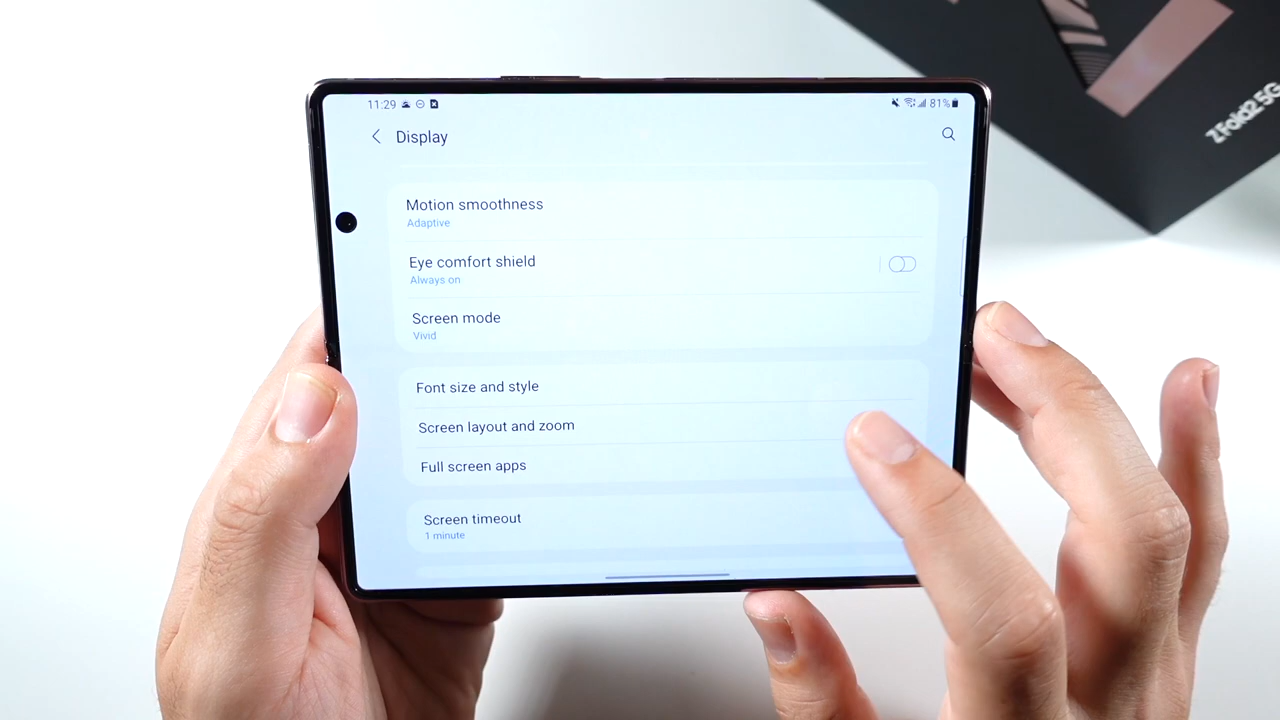 11:29
81%
Display
Motion smoothness
Adaptive
Eye comfort shield
Always on
Screen mode
Vivid
Font size and style
Screen layout and zoom
Full screen apps
Screen timeout
1 minute
Z Fold2 5G